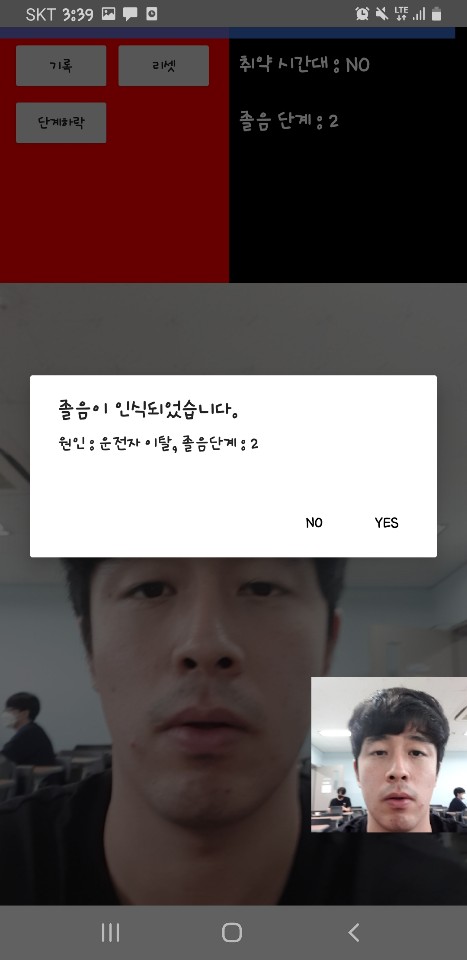 SKT 3:39
LTE
기록
리셋
취약 시간대 : NO
단계하락
졸음 단계 : 2
졸음이 인식되었습니다.
원인 : 운전자 이탈, 졸음단계 : 2
NO
YES